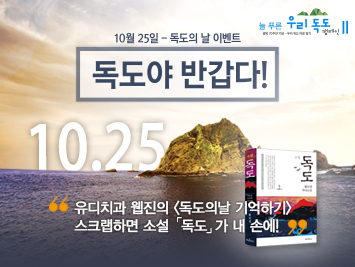 늘 푸른 우리 독도 캠페인
10월 25일 – 독도의 날 이벤트
독도야 반갑다!
10.25
독도
유디치과 웹진의 〈독도의날 기억하기〉
스크랩하면 소설 「독도」가 내 손에!